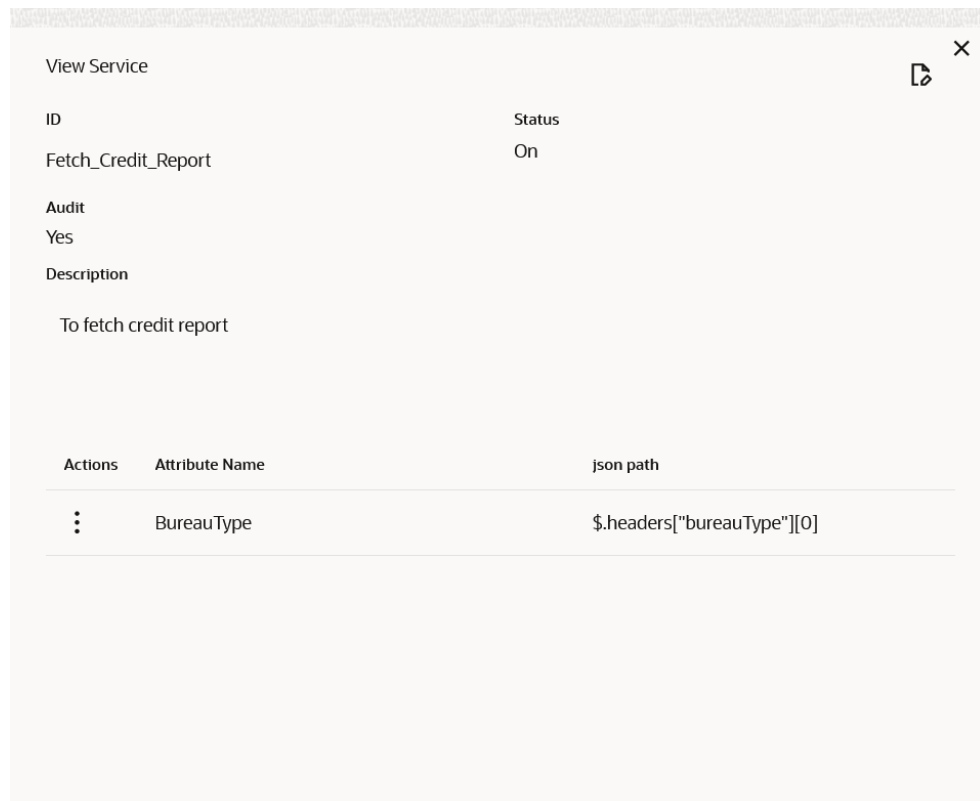 View Service
ID
Status
Fetch_Credit_Report
On
Audit
Yes
Description
To fetch credit report
Actions Attribute Name json path
BureauType $.headers["bureauType"][0]